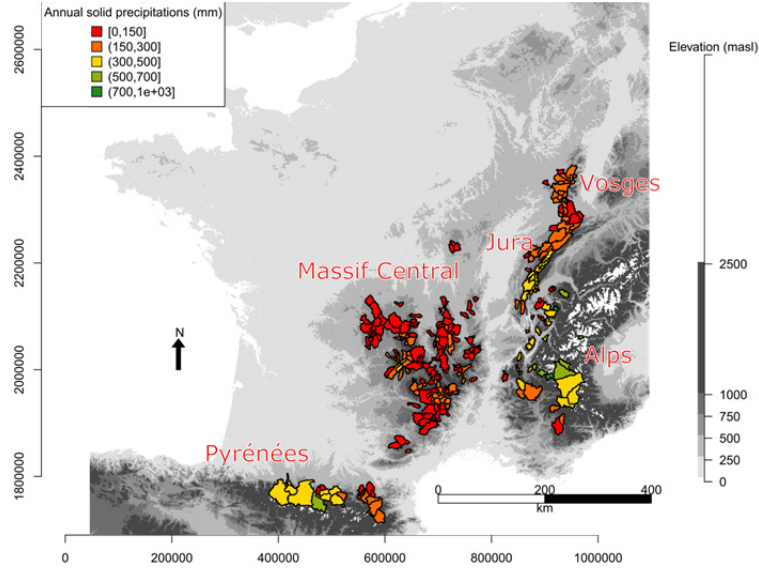 Annual solid precipitations (mm)
[0,150]
(150,300]
(300,500]
(500,700]
(700,1e+03]
Elevation (masl)
2500
1000
750
500
250
0
Vosges
Jura
Massif Central
Alps
Pyrénées
N
0 200 400
km
2600000
2400000
2200000
2000000
1800000
0 200000 400000 600000 800000 1000000